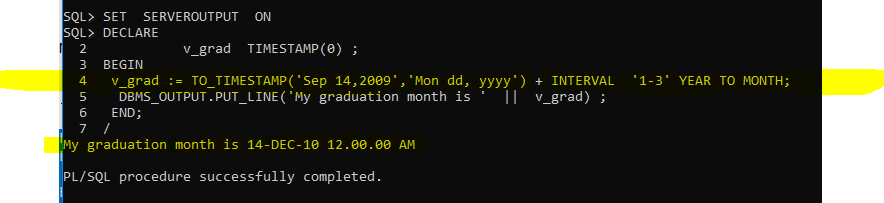 SQL> SET  SERVEROUTPUT  ON
SQL> DECLARE
  2            v_grad  TIMESTAMP(0) ;
  3  BEGIN
  4   v_grad := TO_TIMESTAMP('Sep 14,2009','Mon dd, yyyy') + INTERVAL  '1-3' YEAR TO MONTH;
  5    DBMS_OUTPUT.PUT_LINE('My graduation month is '  ||  v_grad) ;
  6  END;
  7  /
My graduation month is 14-DEC-10 12.00.00 AM
PL/SQL procedure successfully completed.